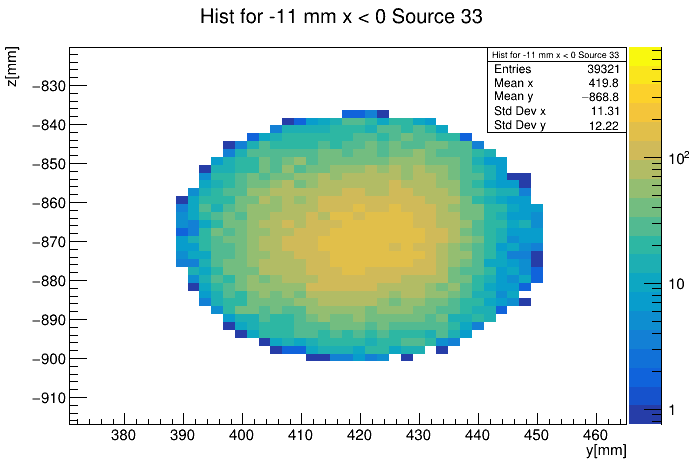 Hist for -11 mm x < 0 Source 33
z[mm]
Hist for -11 mm x < 0 Source 33
Entries 39321
Mean x 419.8
Mean y −868.8
Std Dev x 11.31
Std Dev y 12.22
−830
−840
−850
−860
−870
−880
−890
−900
−910
10²
10
1
380 390 400 410 420 430 440 450 460
y[mm]